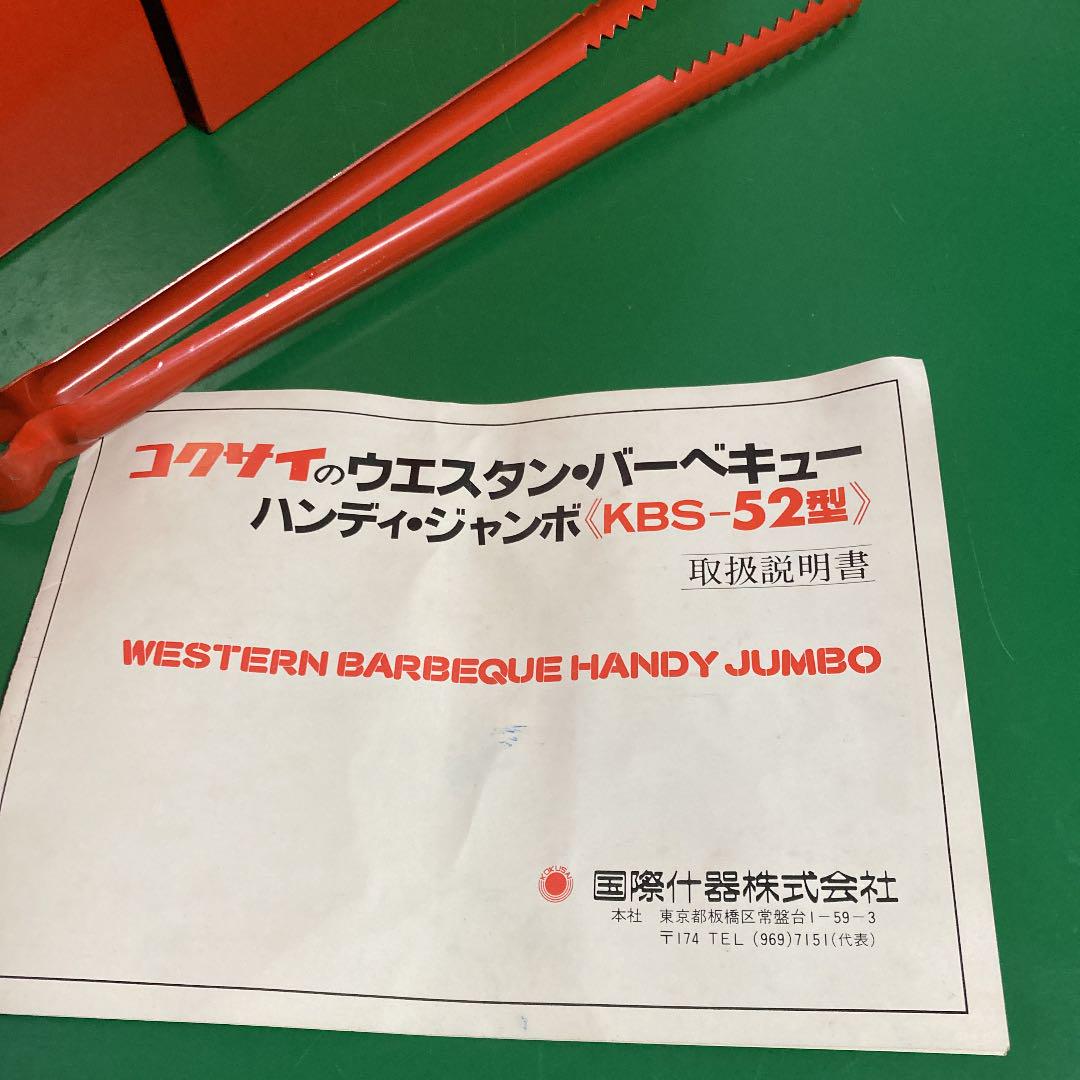 コクサイのウエスタン・バーベキュー
ハンディ・ジャンボ《KBS-52型》
取扱説明書
WESTERN BARBEQUE HANDY JUMBO
KOKUSAI
国際什器株式会社
本社 東京都板橋区常盤台1-59-3
〒174 TEL (969)7151(代表)